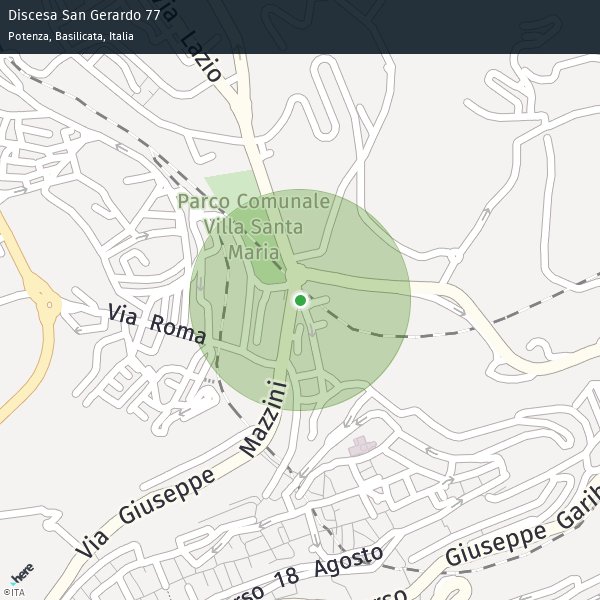 Discesa San Gerardo 77
Potenza, Basilicata, Italia
Via Lazio
Parco Comunale
Villa Santa
Maria
Via Roma
Via Giuseppe Mazzini
Giuseppe Garib
18 Agosto
here
©ITA